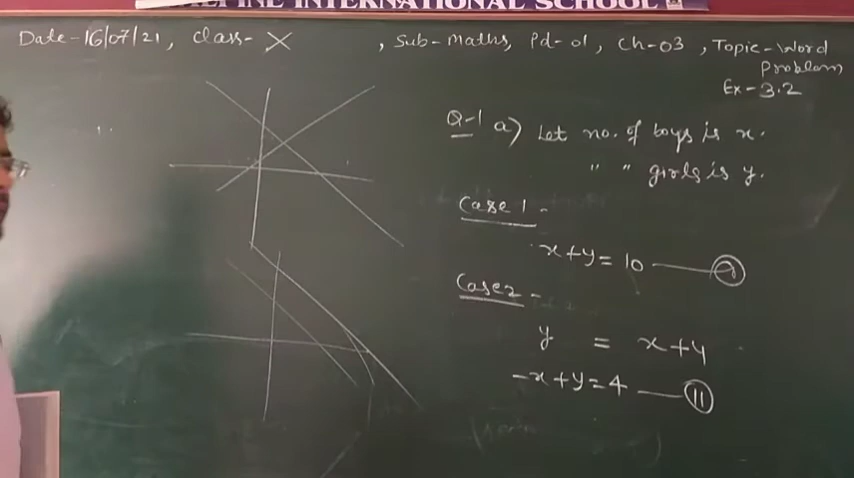 INTERNATIONAL SCHOOL
Date-16/07/21, Class- X , Sub-Maths, Pd-01, Ch-03 , Topic-Word
Problem
Ex-3.2
Q-1 a) Let no. of boys is x.
" " girls is y.
Case 1 -
x+y=10
Case 2 -
y = x+4
-x+y=4 — (11)